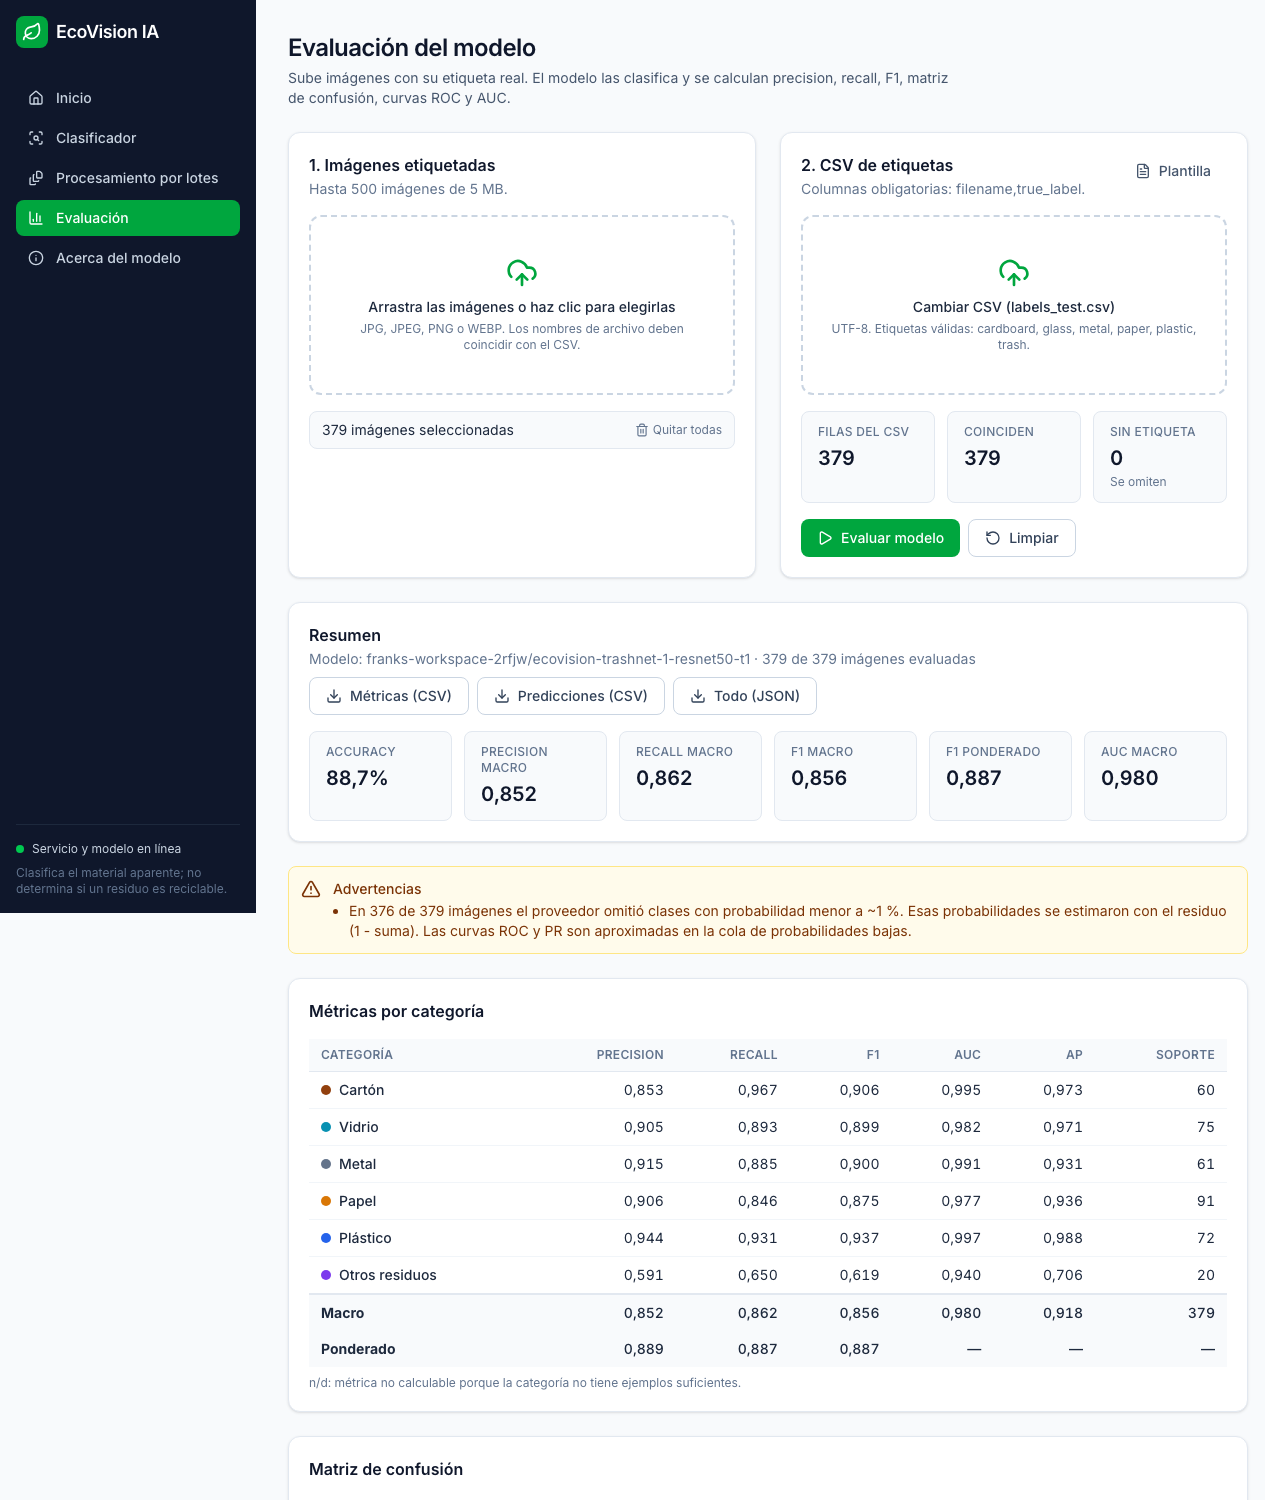 EcoVision IA
Inicio
Clasificador
Procesamiento por lotes
Evaluación
Acerca del modelo
Servicio y modelo en línea
Clasifica el material aparente; no
determina si un residuo es reciclable.
Evaluación del modelo
Sube imágenes con su etiqueta real. El modelo las clasifica y se calculan precision, recall, F1, matriz
de confusión, curvas ROC y AUC.
1. Imágenes etiquetadas
Hasta 500 imágenes de 5 MB.
Arrastra las imágenes o haz clic para elegirlas
JPG, JPEG, PNG o WEBP. Los nombres de archivo deben
coincidir con el CSV.
379 imágenes seleccionadas
Quitar todas
2. CSV de etiquetas
Plantilla
Columnas obligatorias: filename,true_label.
Cambiar CSV (labels_test.csv)
UTF-8. Etiquetas válidas: cardboard, glass, metal, paper, plastic,
trash.
FILAS DEL CSV
379
COINCIDEN
379
SIN ETIQUETA
0
Se omiten
Evaluar modelo
Limpiar
Resumen
Modelo: franks-workspace-2rfjw/ecovision-trashnet-1-resnet50-t1 · 379 de 379 imágenes evaluadas
Métricas (CSV)
Predicciones (CSV)
Todo (JSON)
ACCURACY
88,7%
PRECISION
MACRO
0,852
RECALL MACRO
0,862
F1 MACRO
0,856
F1 PONDERADO
0,887
AUC MACRO
0,980
Advertencias
• En 376 de 379 imágenes el proveedor omitió clases con probabilidad menor a ~1 %. Esas probabilidades se estimaron con el residuo
(1 - suma). Las curvas ROC y PR son aproximadas en la cola de probabilidades bajas.
Métricas por categoría
CATEGORÍA PRECISION RECALL F1 AUC AP SOPORTE
Cartón 0,853 0,967 0,906 0,995 0,973 60
Vidrio 0,905 0,893 0,899 0,982 0,971 75
Metal 0,915 0,885 0,900 0,991 0,931 61
Papel 0,906 0,846 0,875 0,977 0,936 91
Plástico 0,944 0,931 0,937 0,997 0,988 72
Otros residuos 0,591 0,650 0,619 0,940 0,706 20
Macro 0,852 0,862 0,856 0,980 0,918 379
Ponderado 0,889 0,887 0,887 — — —
n/d: métrica no calculable porque la categoría no tiene ejemplos suficientes.
Matriz de confusión